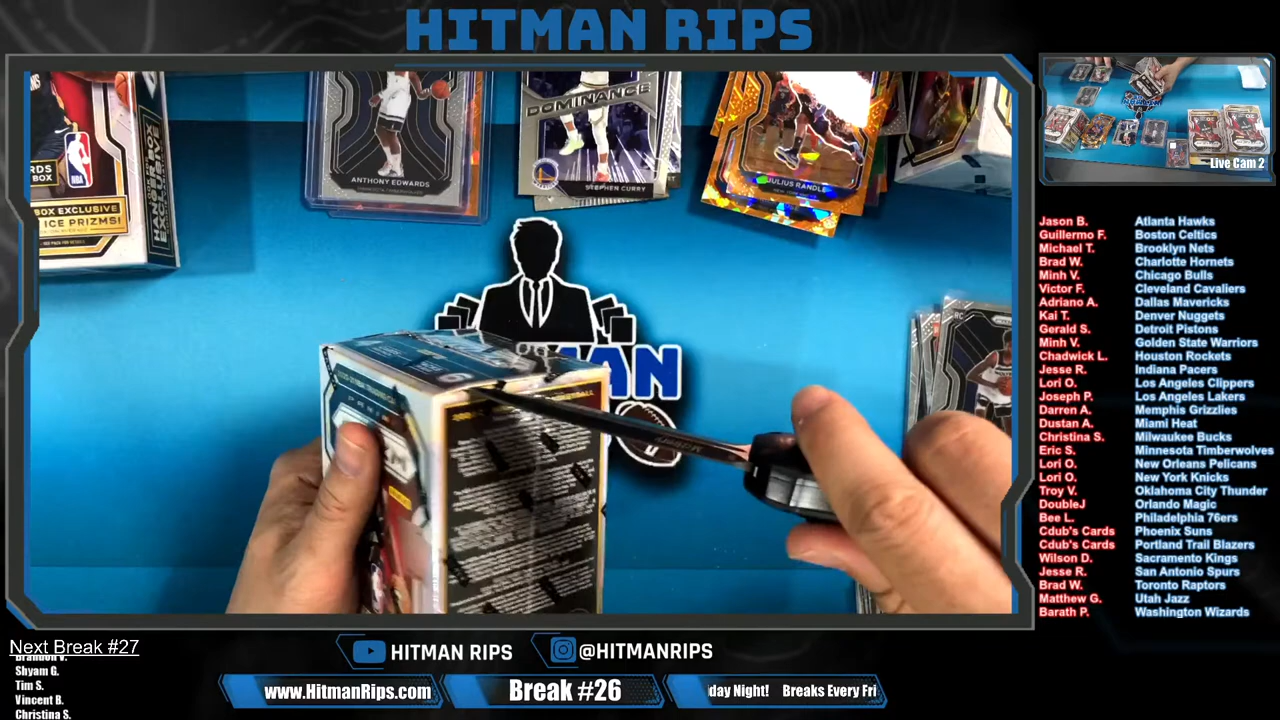 HITMAN RIPS
NBA
BOX EXCLUSIVE
ICE PRIZMS!
HANGER BOX
EXCLUSIVE
ANTHONY EDWARDS
DOMINANCE
STEPHEN CURRY
JULIUS RANDLE
RC
Live Cam 2
Jason B. Atlanta Hawks
Guillermo F. Boston Celtics
Michael T. Brooklyn Nets
Brad W. Charlotte Hornets
Minh V. Chicago Bulls
Victor F. Cleveland Cavaliers
Adriano A. Dallas Mavericks
Kai T. Denver Nuggets
Gerald S. Detroit Pistons
Minh V. Golden State Warriors
Chadwick L. Houston Rockets
Jesse R. Indiana Pacers
Lori O. Los Angeles Clippers
Joseph P. Los Angeles Lakers
Darren A. Memphis Grizzlies
Dustan A. Miami Heat
Christina S. Milwaukee Bucks
Eric S. Minnesota Timberwolves
Lori O. New Orleans Pelicans
Lori O. New York Knicks
Troy V. Oklahoma City Thunder
DoubleJ Orlando Magic
Bee L. Philadelphia 76ers
Cdub's Cards Phoenix Suns
Cdub's Cards Portland Trail Blazers
Wilson D. Sacramento Kings
Jesse R. San Antonio Spurs
Brad W. Toronto Raptors
Matthew G. Utah Jazz
Barath P. Washington Wizards
Next Break #27
Brandon V.
Shyam G.
Tim S.
Vincent B.
Christina S.
HITMAN RIPS
@HITMANRIPS
www.HitmanRips.com
Break #26
day Night! Breaks Every Fri